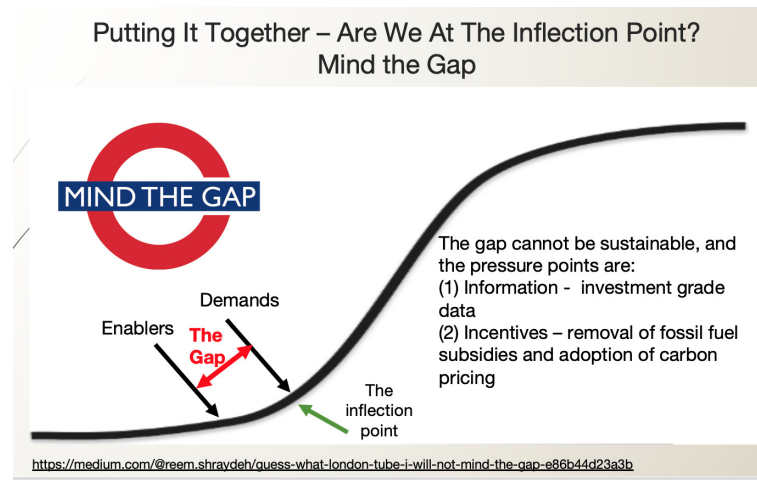 Putting It Together – Are We At The Inflection Point?
Mind the Gap
MIND THE GAP
Demands
Enablers
The
Gap
The
inflection
point
The gap cannot be sustainable, and
the pressure points are:
(1) Information -  investment grade
data
(2) Incentives – removal of fossil fuel
subsidies and adoption of carbon
pricing
https://medium.com/@reem.shraydeh/guess-what-london-tube-i-will-not-mind-the-gap-e86b44d23a3b